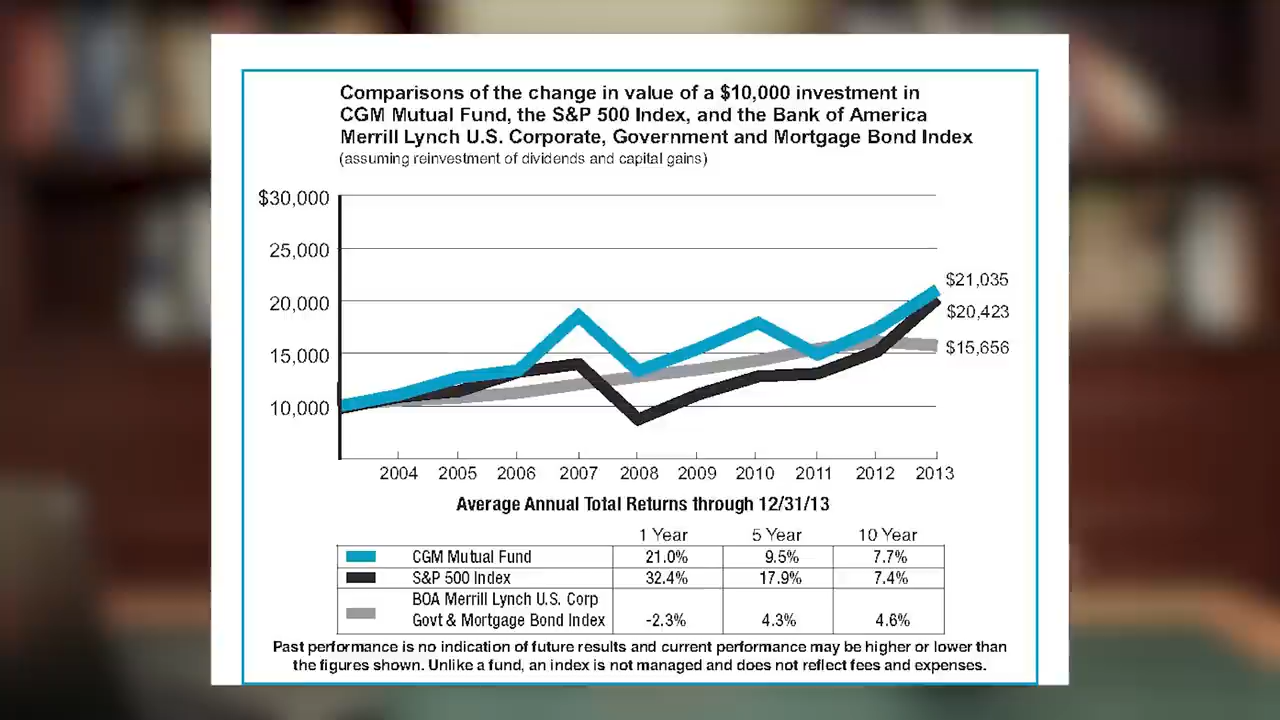 Comparisons of the change in value of a $10,000 investment in
CGM Mutual Fund, the S&P 500 Index, and the Bank of America
Merrill Lynch U.S. Corporate, Government and Mortgage Bond Index
(assuming reinvestment of dividends and capital gains)
$30,000
25,000
20,000
15,000
10,000
$21,035
$20,423
$15,656
2004 2005 2006 2007 2008 2009 2010 2011 2012 2013
Average Annual Total Returns through 12/31/13
1 Year 5 Year 10 Year
CGM Mutual Fund 21.0% 9.5% 7.7%
S&P 500 Index 32.4% 17.9% 7.4%
BOA Merrill Lynch U.S. Corp
Govt & Mortgage Bond Index -2.3% 4.3% 4.6%
Past performance is no indication of future results and current performance may be higher or lower than
the figures shown. Unlike a fund, an index is not managed and does not reflect fees and expenses.